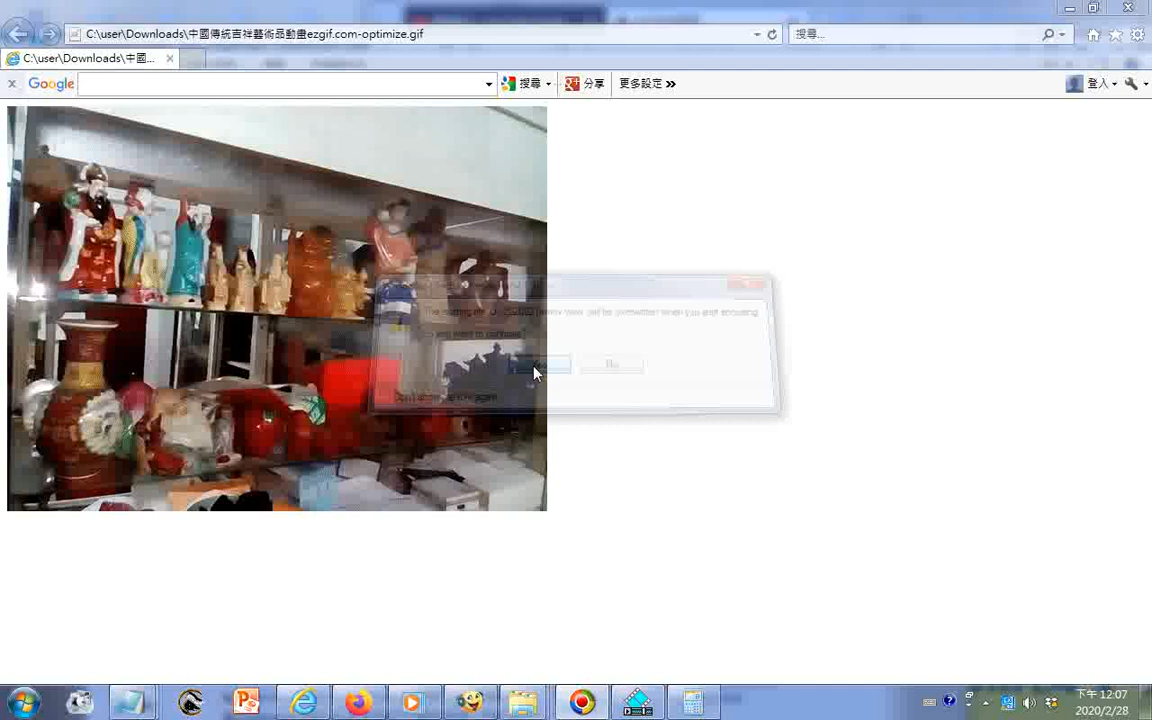 C:\user\Downloads\中國傳統吉祥藝術品動畫ezgif.com-optimize.gif
搜尋...
C:\user\Downloads\中國...
Google
搜尋
分享
更多設定 »
登入
下午 12:07
2020/2/28